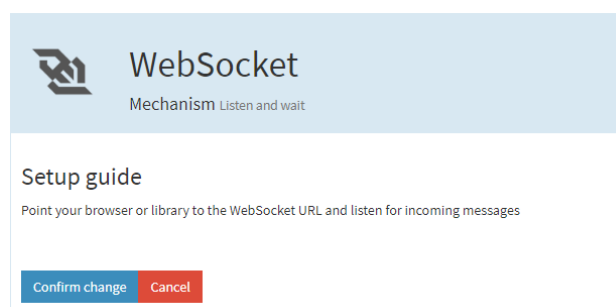 WebSocket
Mechanism Listen and wait
Setup guide
Point your browser or library to the WebSocket URL and listen for incoming messages
Confirm change Cancel